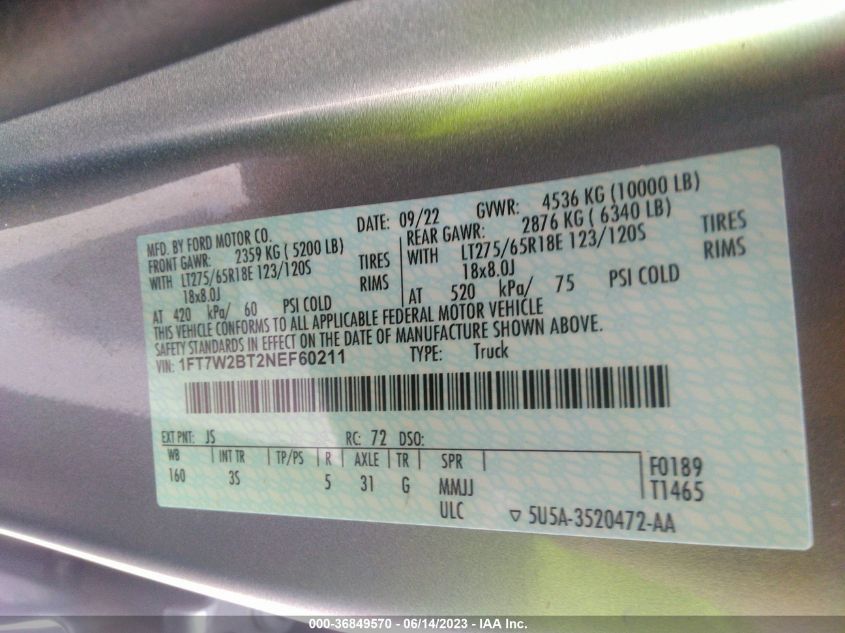 MFD. BY FORD MOTOR CO.
DATE: 09/22
GVWR: 4536 KG (10000 LB)
FRONT GAWR: 2359 KG ( 5200 LB)
WITH LT275/65R18E 123/120S TIRES
18x8.0J RIMS
AT 420 kPa/ 60 PSI COLD
REAR GAWR: 2876 KG ( 6340 LB)
WITH LT275/65R18E 123/120S TIRES
18x8.0J RIMS
AT 520 kPa/ 75 PSI COLD
THIS VEHICLE CONFORMS TO ALL APPLICABLE FEDERAL MOTOR VEHICLE
SAFETY STANDARDS IN EFFECT ON THE DATE OF MANUFACTURE SHOWN ABOVE.
VIN: 1FT7W2BT2NEF60211 TYPE: Truck
EXT PNT: JS RC: 72 DSO:
WB INT TR TP/PS R AXLE TR SPR
160 3S 5 31 G MMJJ
ULC
F0189
T1465
▽ 5U5A-3520472-AA
000-36849570 - 06/14/2023 - IAA Inc.